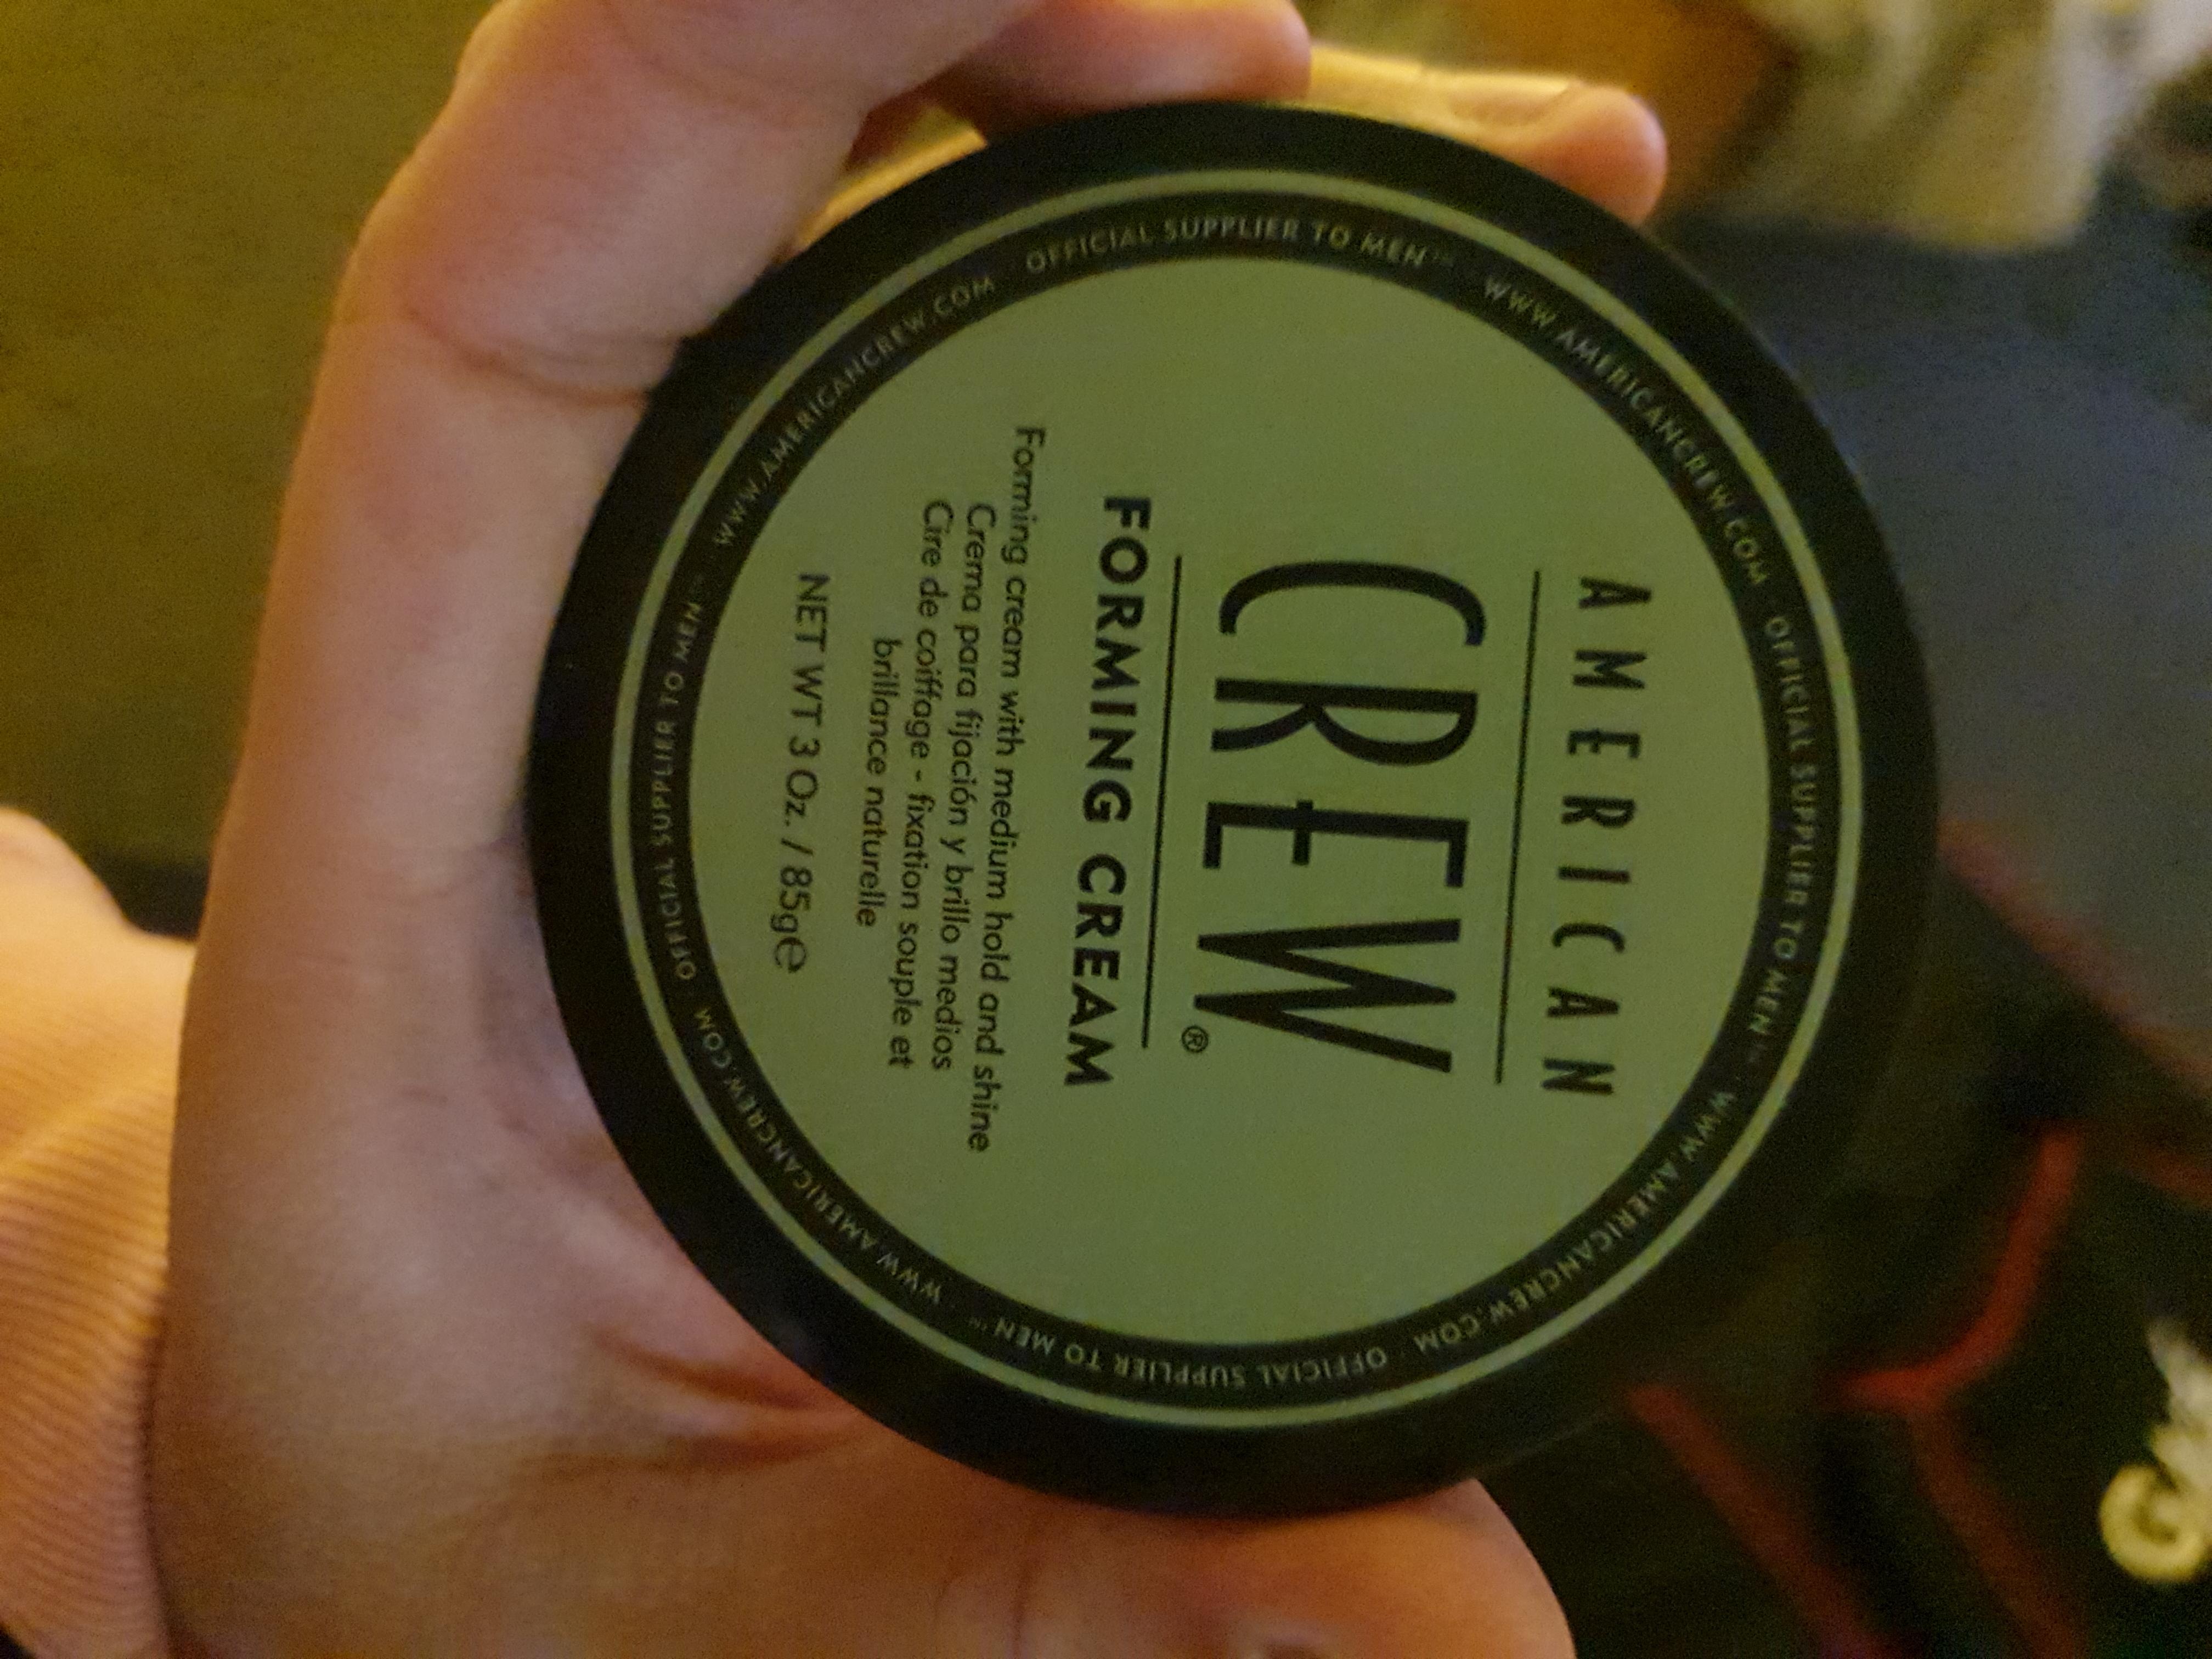 AMERICAN
CREW®
FORMING CREAM
Forming cream with medium hold and shine
Crema para fijación y brillo medios
Cire de coiffage - fixation souple et
brillance naturelle
NET WT 3 Oz. / 85g℮
OFFICIAL SUPPLIER TO MEN™ · WWW.AMERICANCREW.COM · OFFICIAL SUPPLIER TO MEN™ · WWW.AMERICANCREW.COM · OFFICIAL SUPPLIER TO MEN™ · WWW.AMERICANCREW.COM · OFFICIAL SUPPLIER TO MEN™ · WWW.AMERICANCREW.COM